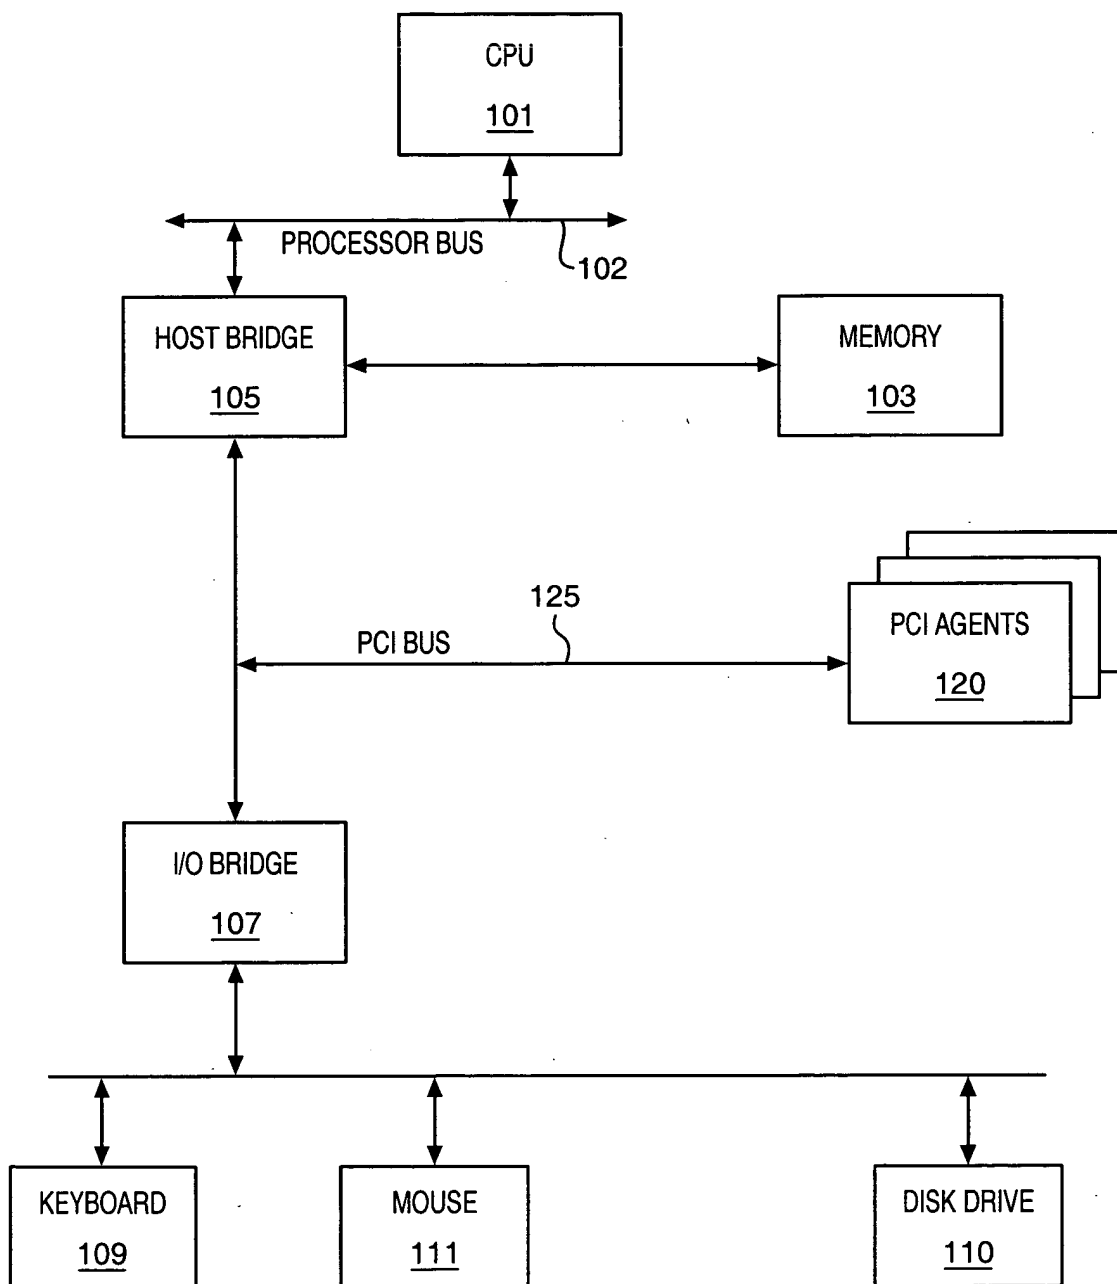 CPU
101
PROCESSOR BUS
102
HOST BRIDGE
105
MEMORY
103
125
PCI BUS
PCI AGENTS
120
I/O BRIDGE
107
KEYBOARD
109
MOUSE
111
DISK DRIVE
110